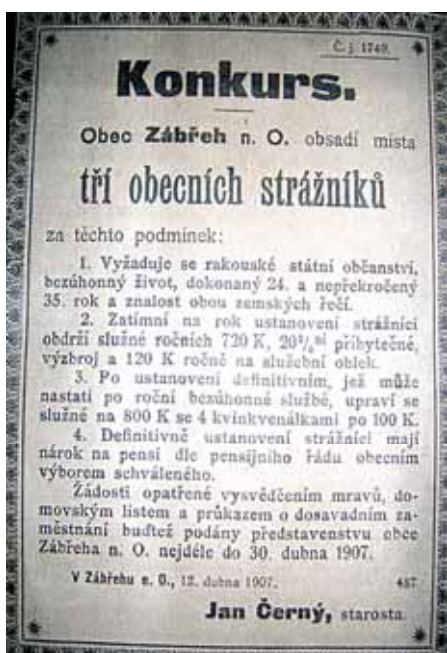 Č. j. 1749.
Konkurs.
Obec Zábřeh n. O. obsadí místa
tří obecních strážníků
za těchto podmínek:
1. Vyžaduje se rakouské státní občanství,
bezúhonný život, dokonaný 24. a nepřekročený
35. rok a znalost obou zemských řečí.
2. Zatímní na rok ustanovení strážníci
obdrží služné ročních 720 K, 20% ní příbytečné,
výzbroj a 120 K ročně na služební oblek.
3. Po ustanovení definitivním, jež může
nastati po roční bezúhonné službě, upraví se
služné na 800 K se 4 kvinkvenálkami po 100 K.
4. Definitivně ustanovení strážníci mají
nárok na pensi dle pensijního řádu obecním
výborem schváleného.
Žádosti opatřené vysvědčením mravů, do-
movským listem a průkazem o dosavadním za-
městnání buďtež podány představenstvu obce
Zábřeha n. O. nejdéle do 30. dubna 1907.
V Zábřehu n. O., 12. dubna 1907. 457
Jan Černý, starosta.